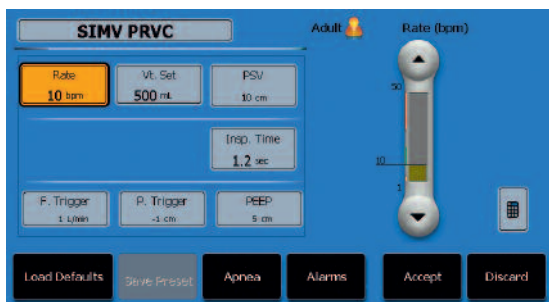 SIMV PRVC
Adult
Rate (bpm)
Rate
10 bpm
Vt. Set
500 mL
PSV
10 cm
50
Insp. Time
1.2 sec
10
1
F. Trigger
1 L/min
P. Trigger
-1 cm
PEEP
5 cm
Load Defaults
Save Preset
Apnea
Alarms
Accept
Discard